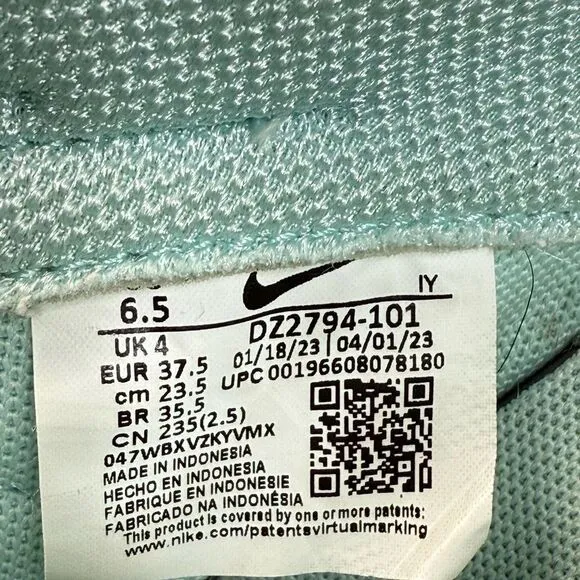 6.5
IY
UK 4
DZ2794-101
EUR 37.5
01/18/23 | 04/01/23
cm 23.5
UPC 00196608078180
BR 35.5
CN 235(2.5)
047WBXVZKYVMX
MADE IN INDONESIA
HECHO EN INDONESIA
FABRIQUE EN INDONESIE
FABRICADO NA INDONÉSIA
This product is covered by one or more patents:
www.nike.com/patentsvirtualmarking